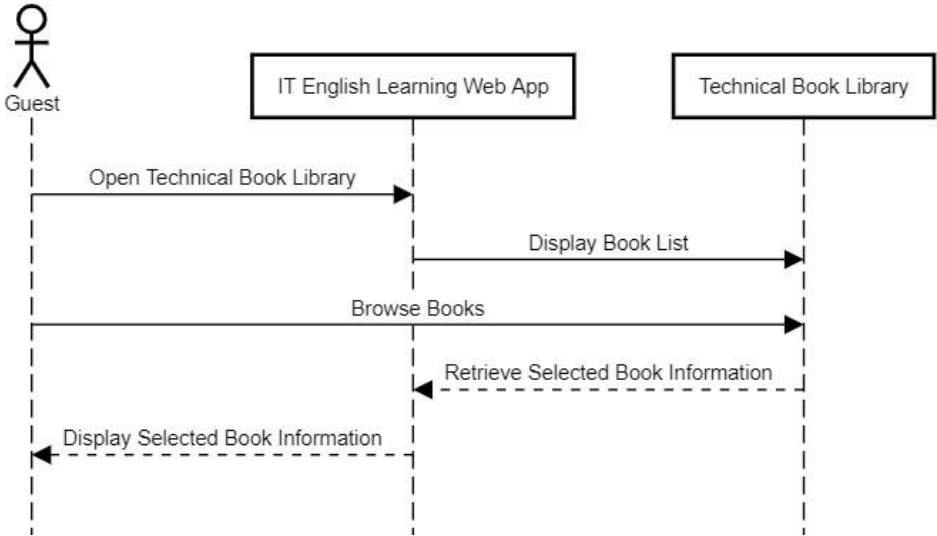 Guest
IT English Learning Web App
Technical Book Library
Open Technical Book Library
Display Book List
Browse Books
Retrieve Selected Book Information
Display Selected Book Information